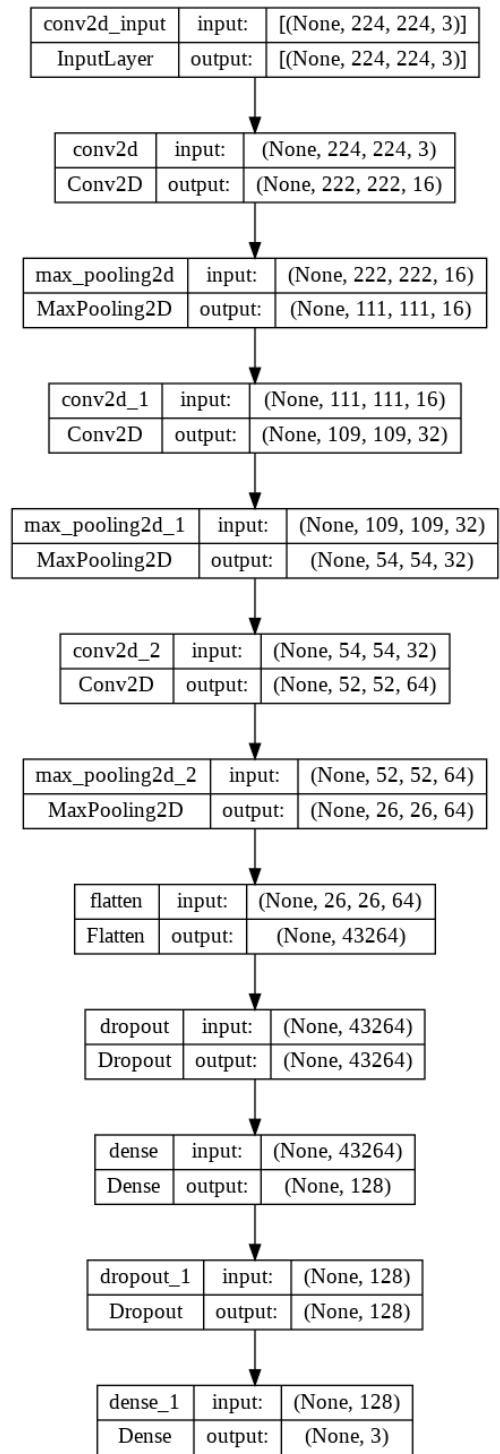 conv2d_input input: [(None, 224, 224, 3)]
InputLayer output: [(None, 224, 224, 3)]
conv2d input: (None, 224, 224, 3)
Conv2D output: (None, 222, 222, 16)
max_pooling2d input: (None, 222, 222, 16)
MaxPooling2D output: (None, 111, 111, 16)
conv2d_1 input: (None, 111, 111, 16)
Conv2D output: (None, 109, 109, 32)
max_pooling2d_1 input: (None, 109, 109, 32)
MaxPooling2D output: (None, 54, 54, 32)
conv2d_2 input: (None, 54, 54, 32)
Conv2D output: (None, 52, 52, 64)
max_pooling2d_2 input: (None, 52, 52, 64)
MaxPooling2D output: (None, 26, 26, 64)
flatten input: (None, 26, 26, 64)
Flatten output: (None, 43264)
dropout input: (None, 43264)
Dropout output: (None, 43264)
dense input: (None, 43264)
Dense output: (None, 128)
dropout_1 input: (None, 128)
Dropout output: (None, 128)
dense_1 input: (None, 128)
Dense output: (None, 3)